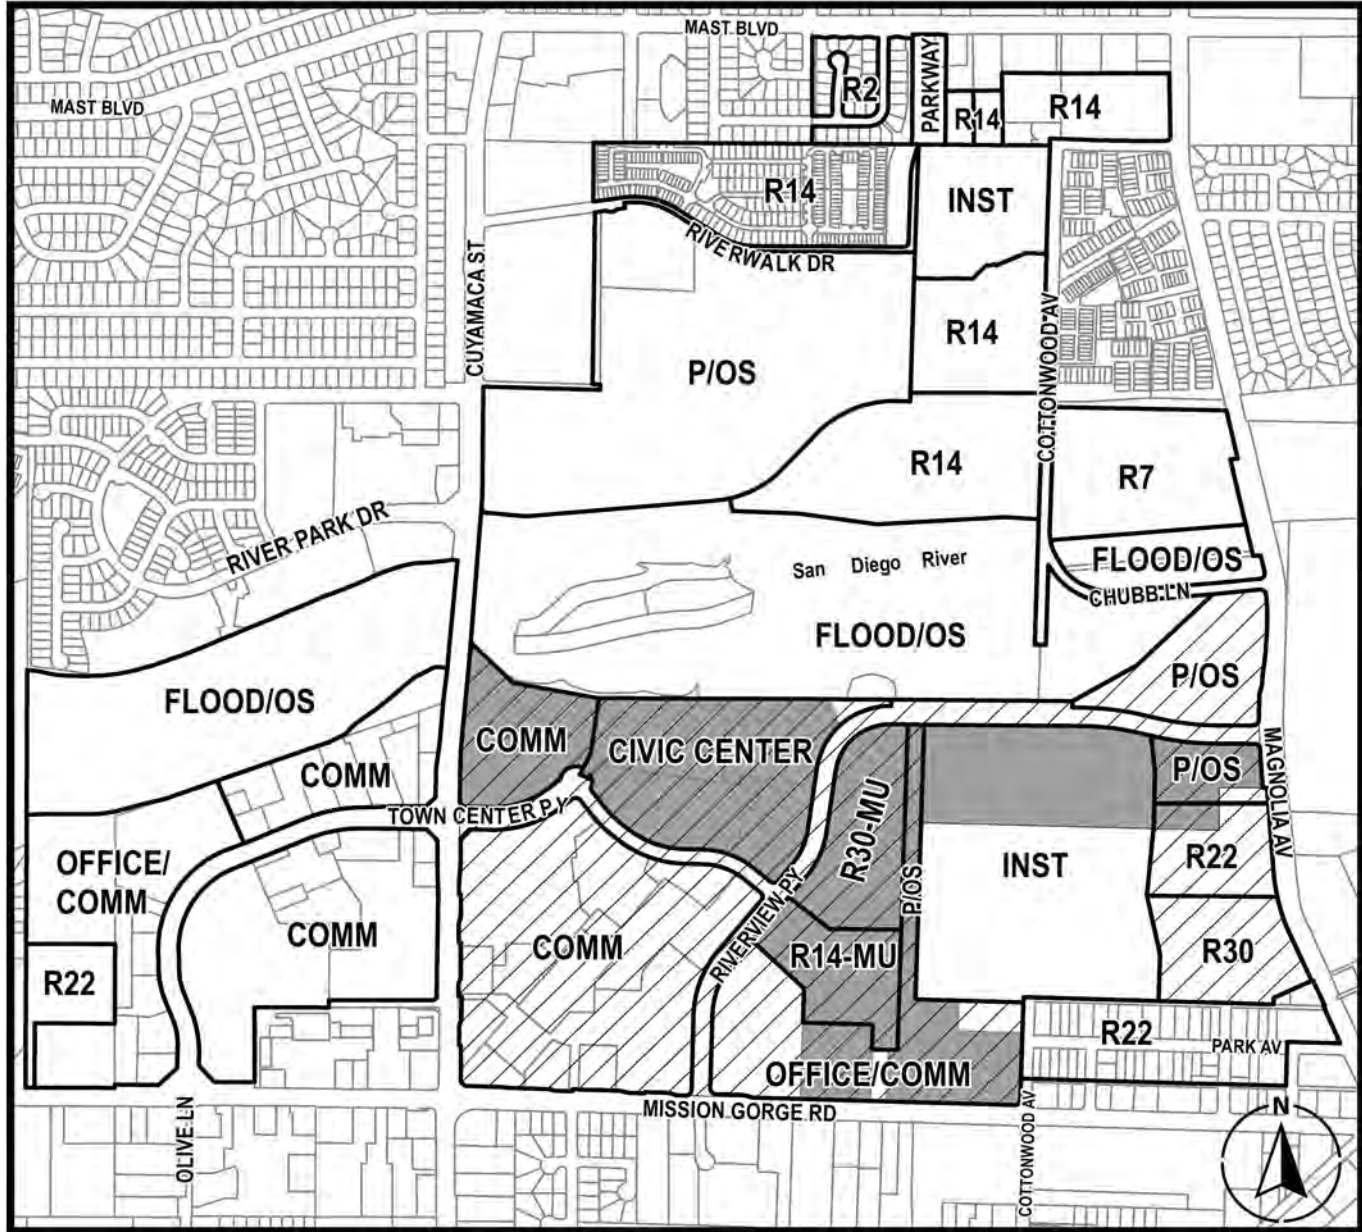 MAST BLVD
MAST BLVD
R2
PARKWAY
R14
R14
R14
INST
RIVERWALK DR
CUYAMACA ST
COTTONWOOD AV
R14
P/OS
R14
R7
RIVER PARK DR
San Diego River
FLOOD/OS
CHUBB LN
FLOOD/OS
P/OS
FLOOD/OS
COMM
CIVIC CENTER
MAGNOLIA AV
COMM
P/OS
TOWN CENTER PY
R30-MU
OFFICE/
COMM
INST
R22
P/OS
RIVERVIEW PY
COMM
COMM
R14-MU
R30
R22
R22
PARK AV
OFFICE/COMM
MISSION GORGE RD
OLIVE LN
COTTONWOOD AV
N